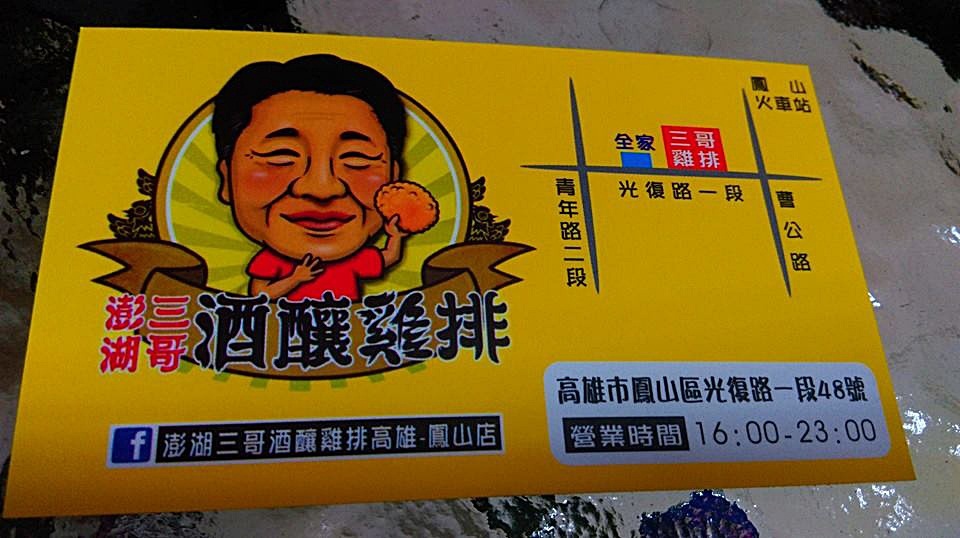 澎湖三哥酒釀雞排
f 澎湖三哥酒釀雞排高雄-鳳山店
鳳山
火車站
全家
三哥
雞排
光復路一段
青年路二段
曹公路
高雄市鳳山區光復路一段48號
營業時間 16:00-23:00